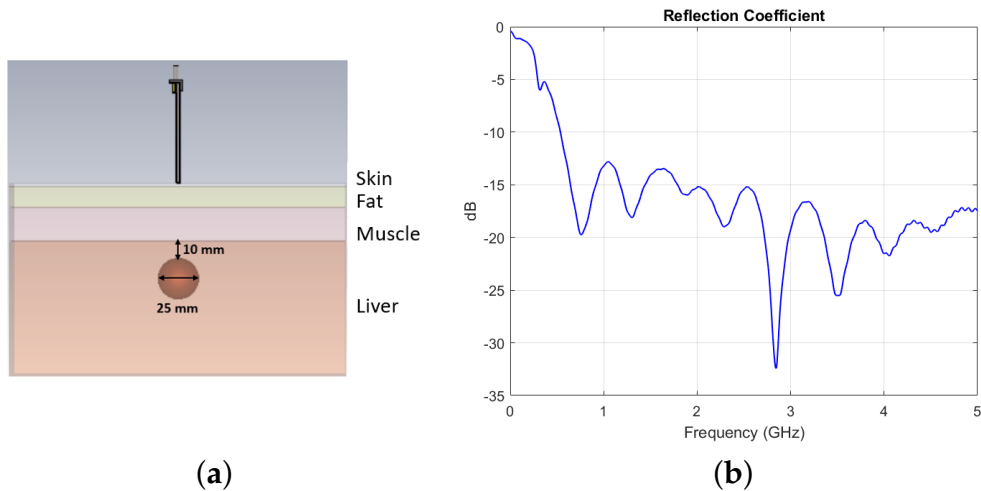 Skin
Fat
Muscle
10 mm
25 mm
Liver
(a)
Reflection Coefficient
0
-5
-10
-15
-20
-25
-30
-35
dB
0 1 2 3 4 5
Frequency (GHz)
(b)